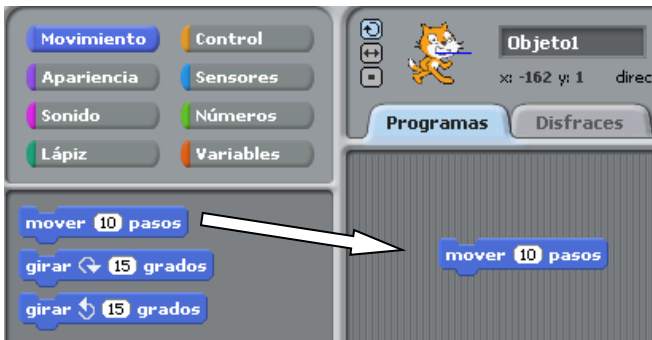 Movimiento Control
Apariencia Sensores
Sonido Números
Lápiz Variables
mover 10 pasos
girar 15 grados
girar 15 grados
Objeto1
x: -162 y: 1 direc
Programas Disfraces
mover 10 pasos